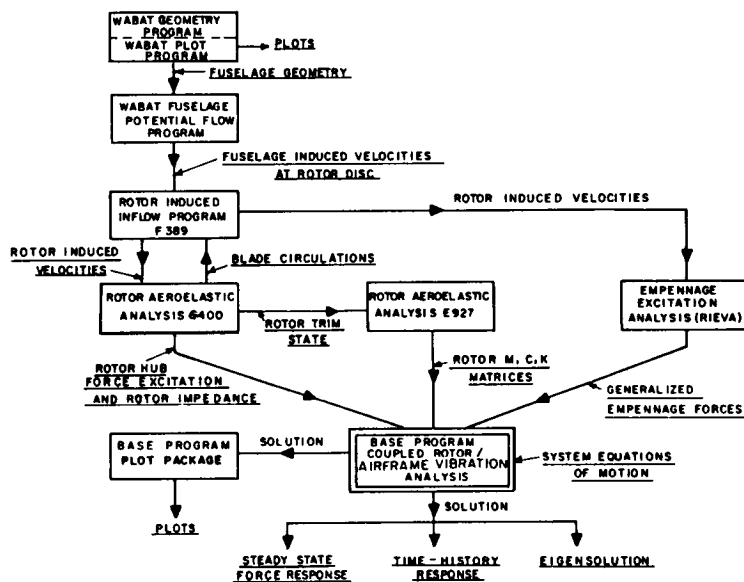 WABAT GEOMETRY
PROGRAM
WABAT PLOT
PROGRAM
PLOTS
FUSELAGE GEOMETRY
WABAT FUSELAGE
POTENTIAL FLOW
PROGRAM
FUSELAGE INDUCED VELOCITIES
AT ROTOR DISC
ROTOR INDUCED
INFLOW PROGRAM
F389
ROTOR INDUCED VELOCITIES
ROTOR INDUCED
VELOCITIES
BLADE CIRCULATIONS
ROTOR AEROELASTIC
ANALYSIS G400
ROTOR TRIM
STATE
ROTOR AEROELASTIC
ANALYSIS E927
EMPENNAGE
EXCITATION
ANALYSIS (RIEVA)
ROTOR HUB
FORCE EXCITATION
AND ROTOR IMPEDANCE
ROTOR M, C, K
MATRICES
GENERALIZED
EMPENNAGE FORCES
BASE PROGRAM
PLOT PACKAGE
SOLUTION
BASE PROGRAM
COUPLED ROTOR /
AIRFRAME VIBRATION
ANALYSIS
SYSTEM EQUATIONS
OF MOTION
PLOTS
SOLUTION
STEADY STATE
FORCE RESPONSE
TIME-HISTORY
RESPONSE
EIGENSOLUTION